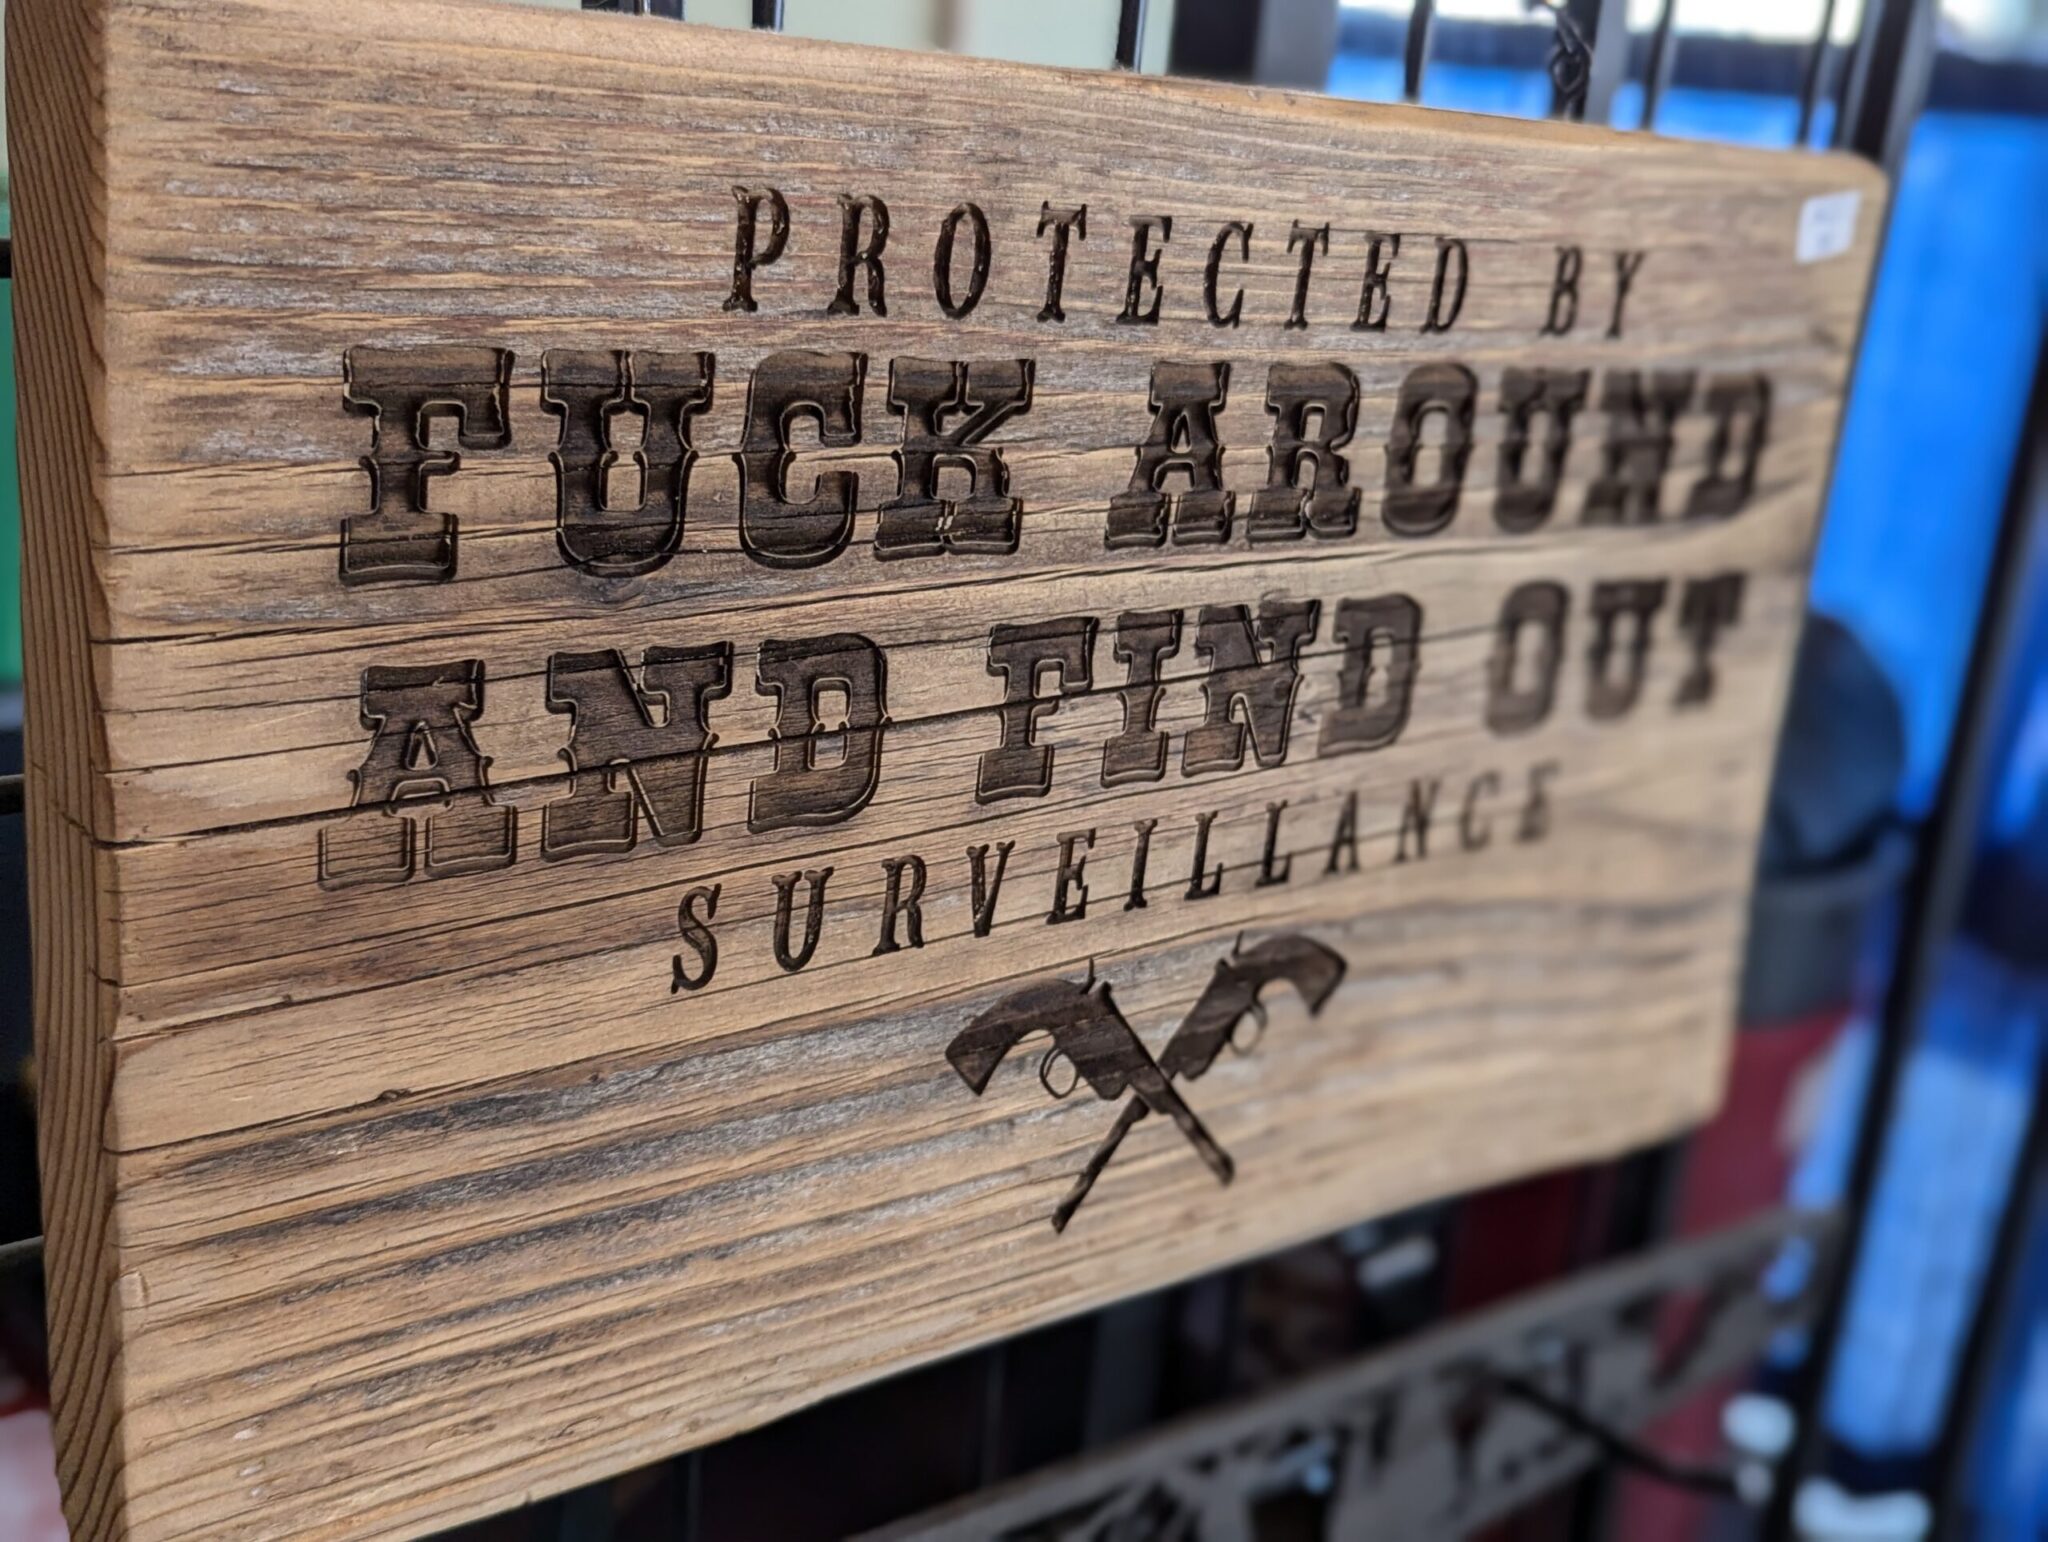 PROTECTED BY
FUCK AROUND
AND FIND OUT
SURVEILLANCE